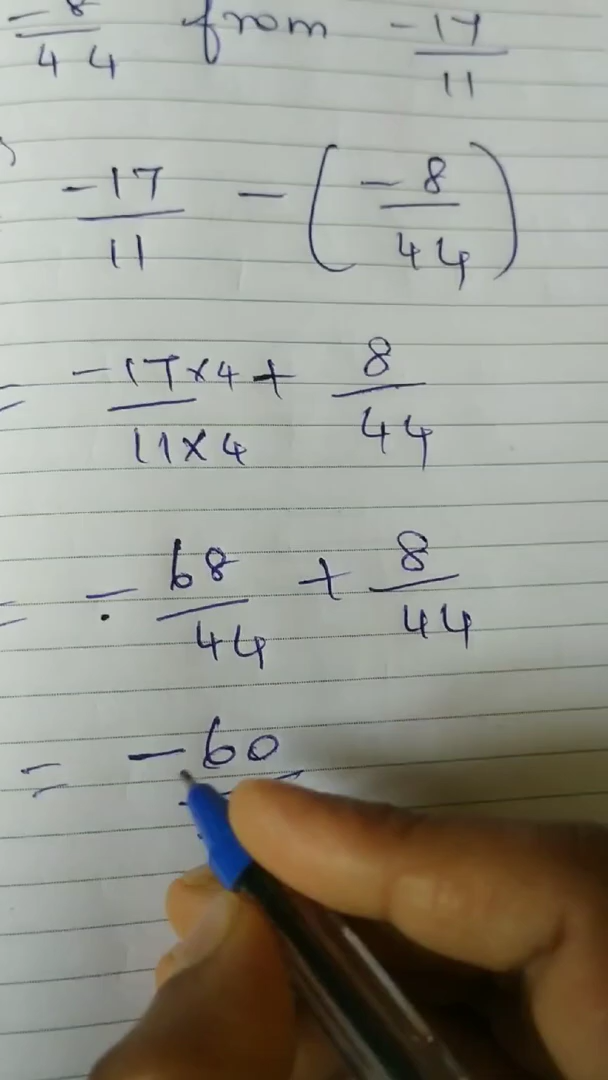 -8/44 from -17/11
-17/11 - (-8/44)
= -17×4/11×4 + 8/44
= -68/44 + 8/44
= -60